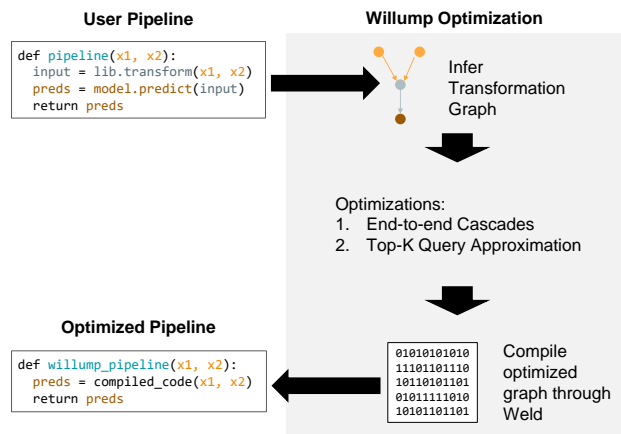 User Pipeline
def pipeline(x1, x2):
input = lib.transform(x1, x2)
preds = model.predict(input)
return preds
Willump Optimization
Infer
Transformation
Graph
Optimizations:
1. End-to-end Cascades
2. Top-K Query Approximation
Compile
optimized
graph through
Weld
01010101010
11101101110
10110101101
01011111010
10101101101
Optimized Pipeline
def willump_pipeline(x1, x2):
preds = compiled_code(x1, x2)
return preds